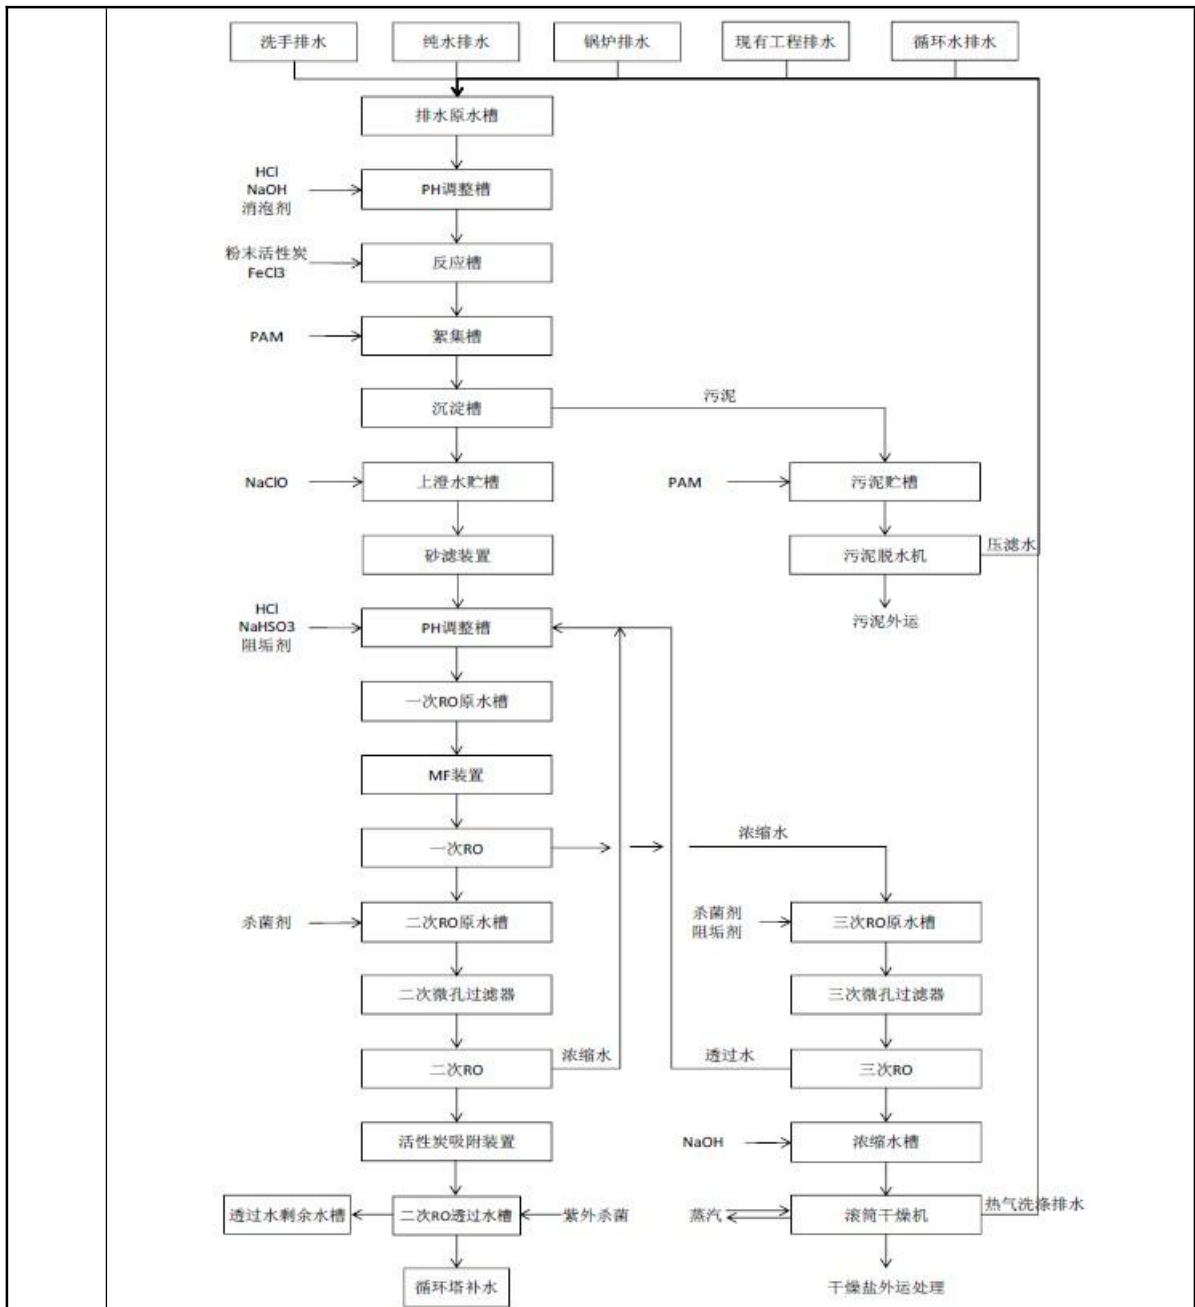 洗手排水
纯水排水
锅炉排水
现有工程排水
循环水排水
排水原水槽
HCl
NaOH
消泡剂
PH调整槽
粉末活性炭
FeCl3
反应槽
PAM
絮集槽
沉淀槽
污泥
NaClO
上澄水贮槽
PAM
污泥贮槽
砂滤装置
污泥脱水机
压滤水
污泥外运
HCl
NaHSO3
阻垢剂
PH调整槽
一次RO原水槽
MF装置
一次RO
浓缩水
杀菌剂
二次RO原水槽
杀菌剂
阻垢剂
三次RO原水槽
二次微孔过滤器
三次微孔过滤器
二次RO
浓缩水
透过水
三次RO
活性炭吸附装置
NaOH
浓缩水槽
透过水剩余水槽
二次RO透过水槽
紫外杀菌
蒸汽
滚筒干燥机
热气洗涤排水
循环塔补水
干燥盐外运处理